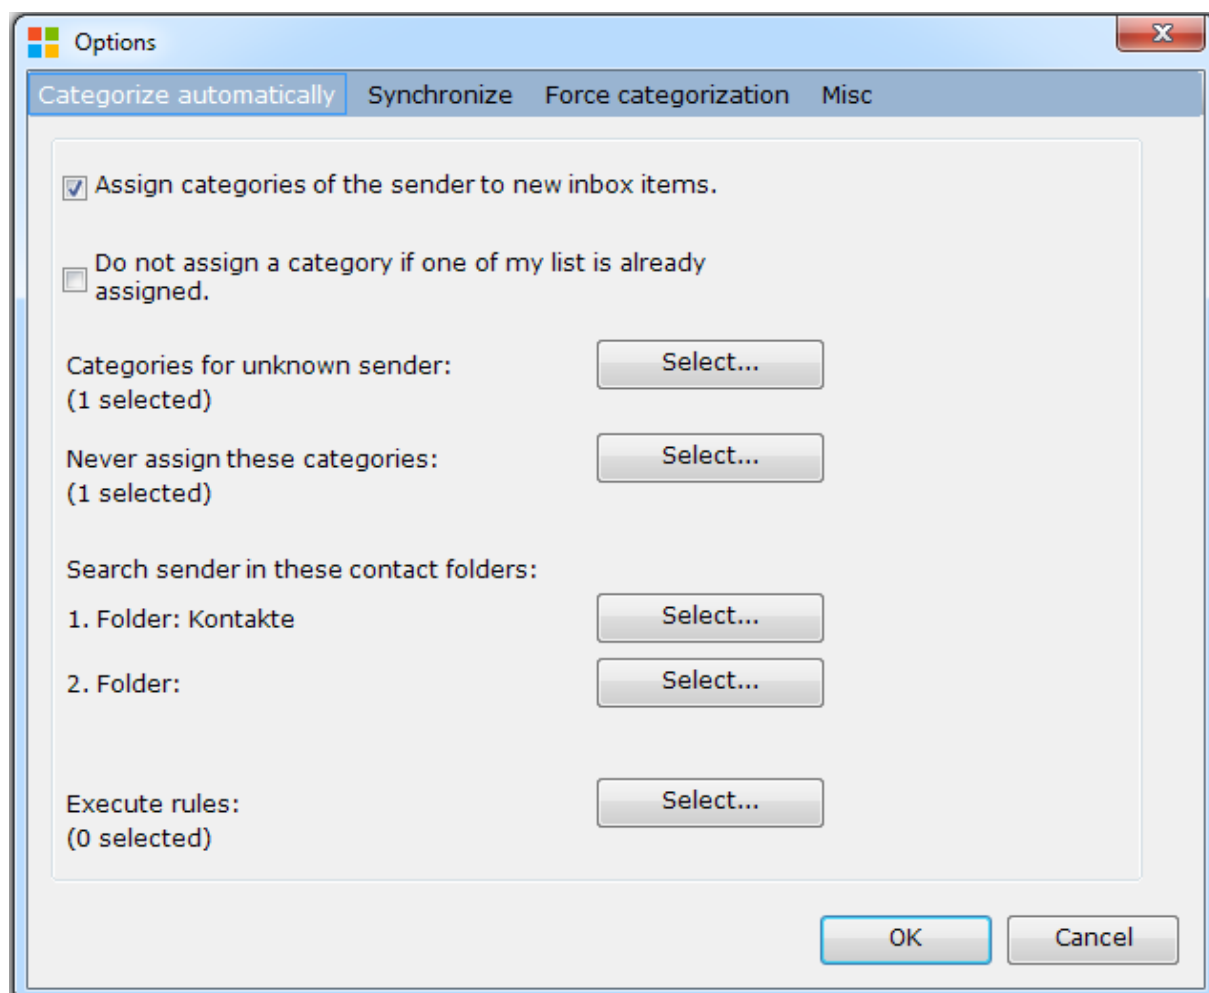 Options
Categorize automatically Synchronize Force categorization Misc
Assign categories of the sender to new inbox items.
Do not assign a category if one of my list is already
assigned.
Categories for unknown sender: Select...
(1 selected)
Never assign these categories: Select...
(1 selected)
Search sender in these contact folders:
1. Folder: Kontakte Select...
2. Folder: Select...
Execute rules: Select...
(0 selected)
OK Cancel